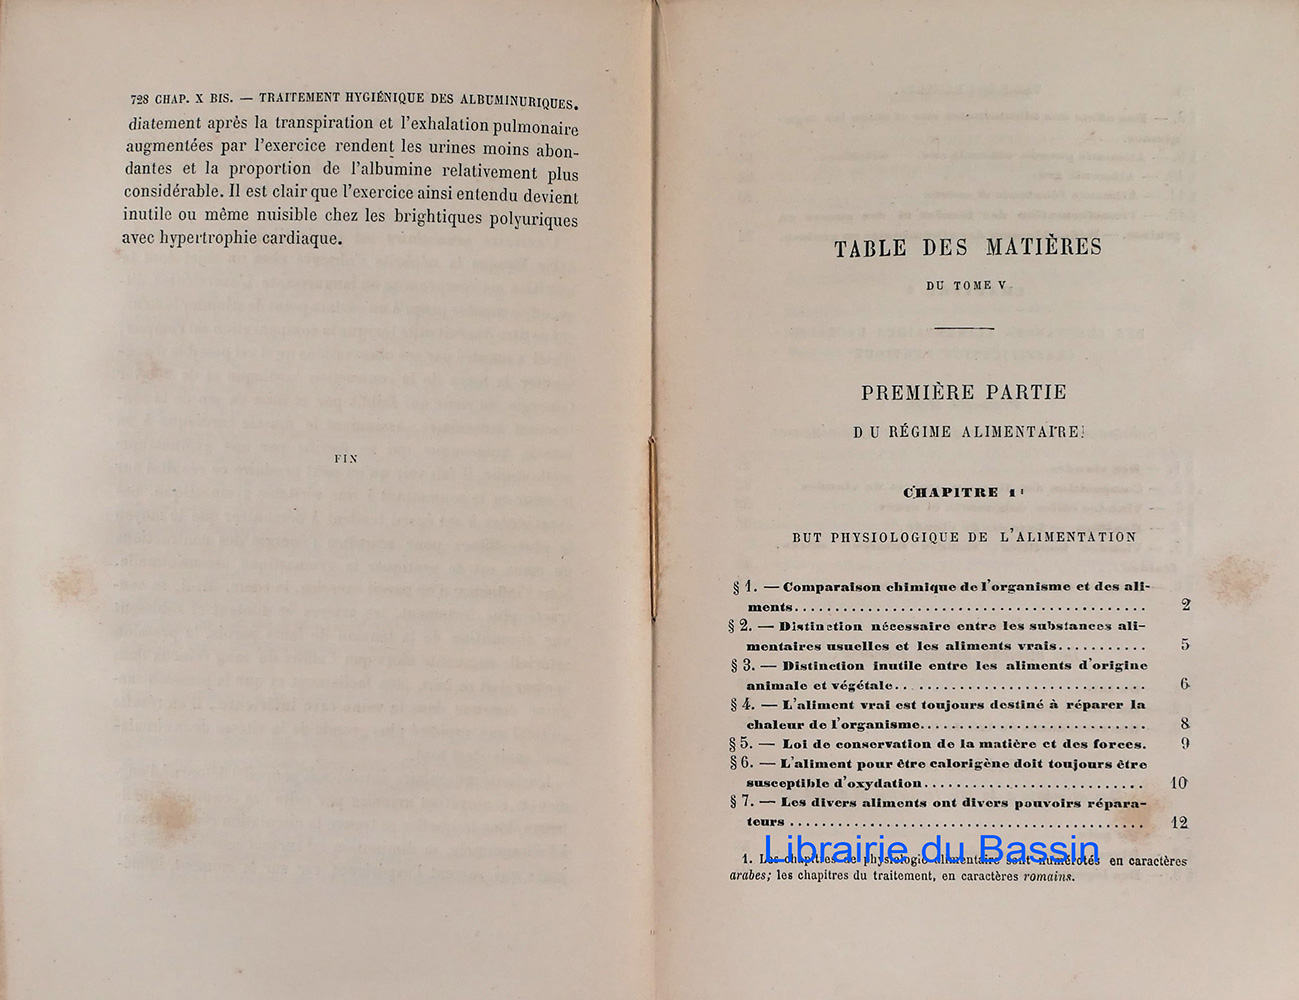 728 CHAP. X BIS. — TRAITEMENT HYGIÉNIQUE DES ALBUMINURIQUES.
diatement après la transpiration et l'exhalation pulmonaire
augmentées par l'exercice rendent les urines moins abon-
dantes et la proportion de l'albumine relativement plus
considérable. Il est clair que l'exercice ainsi entendu devient
inutile ou même nuisible chez les brightiques polyuriques
avec hypertrophie cardiaque.
FIN
TABLE DES MATIÈRES
DU TOME V
PREMIÈRE PARTIE
DU RÉGIME ALIMENTAIRE
CHAPITRE 1¹
BUT PHYSIOLOGIQUE DE L'ALIMENTATION
§ 1. — Comparaison chimique de l'organisme et des ali-
ments........................................... 2
§ 2. — Distinction nécessaire entre les substances ali-
mentaires usuelles et les aliments vrais........... 5
§ 3. — Distinction inutile entre les aliments d'origine
animale et végétale............................... 6
§ 4. — L'aliment vrai est toujours destiné à réparer la
chaleur de l'organisme............................ 8
§ 5. — Loi de conservation de la matière et des forces. 9
§ 6. — L'aliment pour être calorigène doit toujours être
susceptible d'oxydation........................... 10
§ 7. — Les divers aliments ont divers pouvoirs répara-
teurs ............................................ 12
Librairie du Bassin
1. Les chapitres de physiologie alimentaire sont numérotés en caractères
arabes; les chapitres du traitement, en caractères romains.